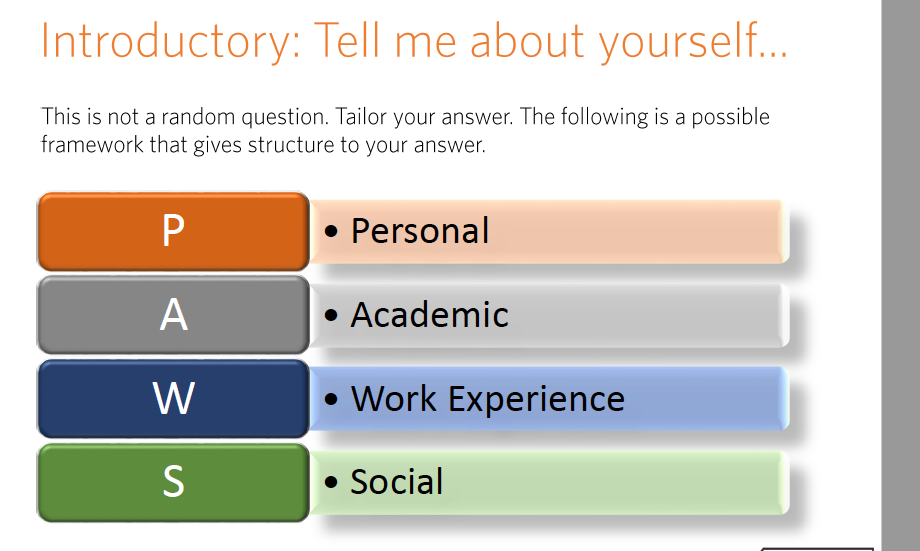 Introductory: Tell me about yourself...
This is not a random question. Tailor your answer. The following is a possible
framework that gives structure to your answer.
P
• Personal
A
• Academic
W
• Work Experience
S
• Social